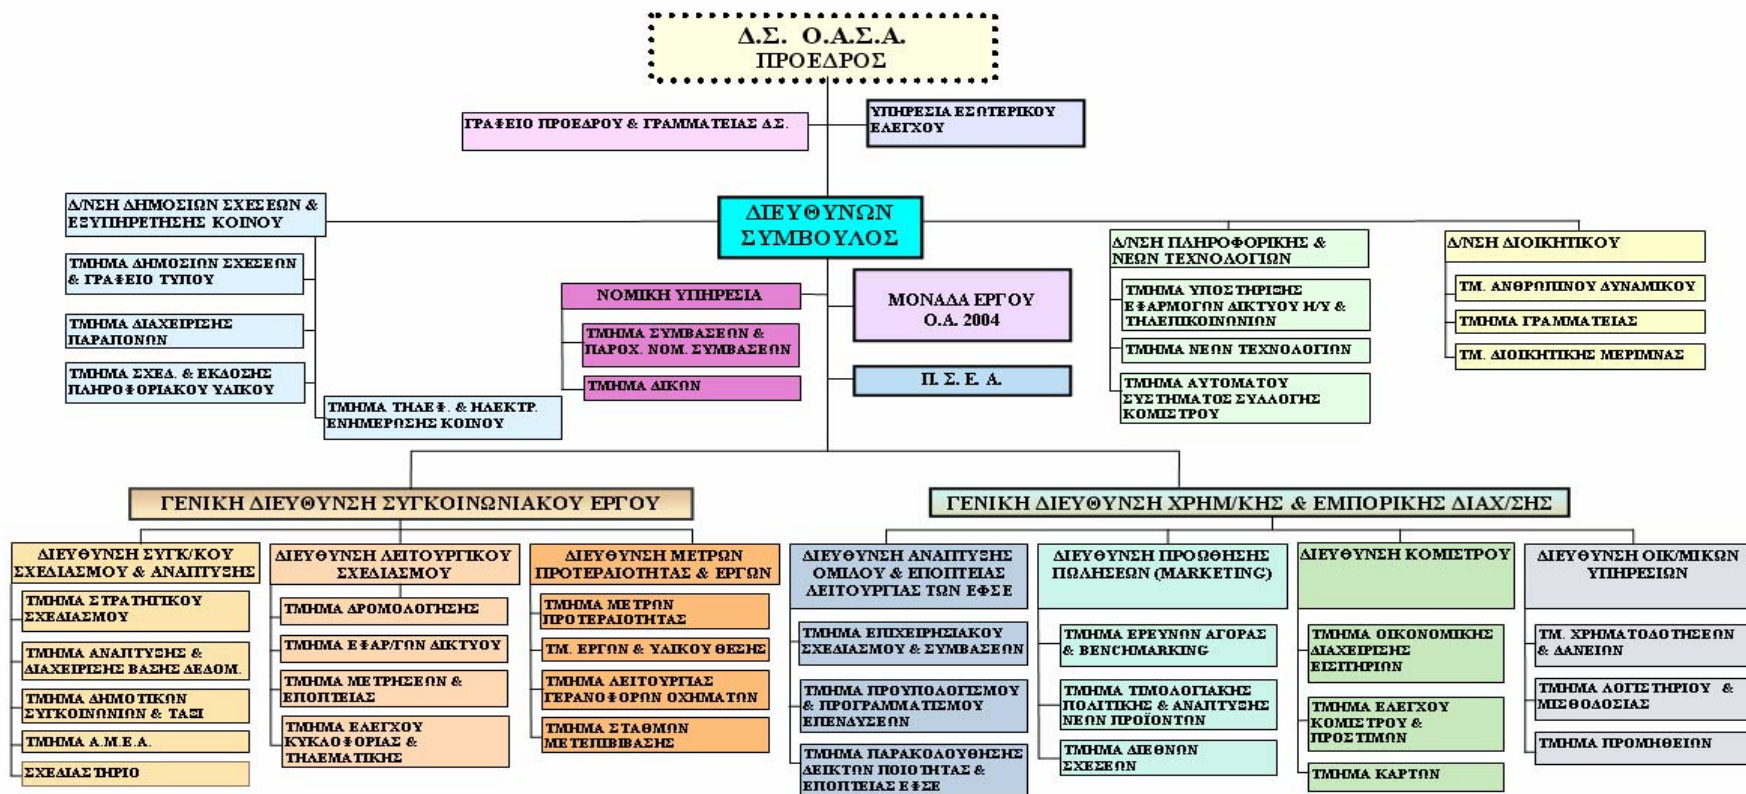 Δ.Σ. Ο.Α.Σ.Α.
ΠΡΟΕΔΡΟΣ
ΓΡΑΦΕΙΟ ΠΡΟΕΔΡΟΥ & ΓΡΑΜΜΑΤΕΙΑΣ Δ.Σ.
ΥΠΗΡΕΣΙΑ ΕΣΩΤΕΡΙΚΟΥ
ΕΛΕΓΧΟΥ
Δ/ΝΣΗ ΔΗΜΟΣΙΩΝ ΣΧΕΣΕΩΝ &
ΕΞΥΠΗΡΕΤΗΣΗΣ ΚΟΙΝΟΥ
ΤΜΗΜΑ ΔΗΜΟΣΙΩΝ ΣΧΕΣΕΩΝ
& ΓΡΑΦΕΙΟ ΤΥΠΟΥ
ΤΜΗΜΑ ΔΙΑΧΕΙΡΙΣΗΣ
ΠΑΡΑΠΟΝΩΝ
ΤΜΗΜΑ ΣΧΕΔ. & ΕΚΔΟΣΗΣ
ΠΛΗΡΟΦΟΡΙΑΚΟΥ ΥΛΙΚΟΥ
ΤΜΗΜΑ ΤΗΛΕΦ. & ΗΛΕΚΤΡ.
ΕΝΗΜΕΡΩΣΗΣ ΚΟΙΝΟΥ
ΔΙΕΥΘΥΝΩΝ
ΣΥΜΒΟΥΛΟΣ
ΝΟΜΙΚΗ ΥΠΗΡΕΣΙΑ
ΤΜΗΜΑ ΣΥΜΒΑΣΕΩΝ &
ΠΑΡΟΧ. ΝΟΜ. ΣΥΜΒΑΣΕΩΝ
ΤΜΗΜΑ ΔΙΚΩΝ
ΜΟΝΑΔΑ ΕΡΓΟΥ
Ο.Α. 2004
Π. Σ. Ε. Α.
Δ/ΝΣΗ ΠΛΗΡΟΦΟΡΙΚΗΣ &
ΝΕΩΝ ΤΕΧΝΟΛΟΓΙΩΝ
ΤΜΗΜΑ ΥΠΟΣΤΗΡΙΞΗΣ
ΕΦΑΡΜΟΓΩΝ ΔΙΚΤΥΟΥ Η/Υ &
ΤΗΛΕΠΙΚΟΙΝΩΝΙΩΝ
ΤΜΗΜΑ ΝΕΩΝ ΤΕΧΝΟΛΟΓΙΩΝ
ΤΜΗΜΑ ΑΥΤΟΜΑΤΟΥ
ΣΥΣΤΗΜΑΤΟΣ ΣΥΛΛΟΓΗΣ
ΚΟΜΙΣΤΡΟΥ
Δ/ΝΣΗ ΔΙΟΙΚΗΤΙΚΟΥ
ΤΜ. ΑΝΘΡΩΠΙΝΟΥ ΔΥΝΑΜΙΚΟΥ
ΤΜΗΜΑ ΓΡΑΜΜΑΤΕΙΑΣ
ΤΜ. ΔΙΟΙΚΗΤΙΚΗΣ ΜΕΡΙΜΝΑΣ
ΓΕΝΙΚΗ ΔΙΕΥΘΥΝΣΗ ΣΥΓΚΟΙΝΩΝΙΑΚΟΥ ΕΡΓΟΥ
ΔΙΕΥΘΥΝΣΗ ΣΥΓΚ/ΚΟΥ
ΣΧΕΔΙΑΣΜΟΥ & ΑΝΑΠΤΥΞΗΣ
ΤΜΗΜΑ ΣΤΡΑΤΗΓΙΚΟΥ
ΣΧΕΔΙΑΣΜΟΥ
ΤΜΗΜΑ ΑΝΑΠΤΥΞΗΣ &
ΔΙΑΧΕΙΡΙΣΗΣ ΒΑΣΗΣ ΔΕΔΟΜ.
ΤΜΗΜΑ ΔΗΜΟΤΙΚΩΝ
ΣΥΓΚΟΙΝΩΝΙΩΝ & ΤΑΞΙ
ΤΜΗΜΑ Α.Μ.Ε.Α.
ΣΧΕΔΙΑΣΤΗΡΙΟ
ΔΙΕΥΘΥΝΣΗ ΛΕΙΤΟΥΡΓΙΚΟΥ
ΣΧΕΔΙΑΣΜΟΥ
ΤΜΗΜΑ ΔΡΟΜΟΛΟΓΗΣΗΣ
ΤΜΗΜΑ ΕΦΑΡ/ΓΩΝ ΔΙΚΤΥΟΥ
ΤΜΗΜΑ ΜΕΤΡΗΣΕΩΝ &
ΕΠΟΠΤΕΙΑΣ
ΤΜΗΜΑ ΕΛΕΓΧΟΥ
ΚΥΚΛΟΦΟΡΙΑΣ &
ΤΗΛΕΜΑΤΙΚΗΣ
ΔΙΕΥΘΥΝΣΗ ΜΕΤΡΩΝ
ΠΡΟΤΕΡΑΙΟΤΗΤΑΣ & ΕΡΓΩΝ
ΤΜΗΜΑ ΜΕΤΡΩΝ
ΠΡΟΤΕΡΑΙΟΤΗΤΑΣ
ΤΜ. ΕΡΓΩΝ & ΥΛΙΚΟΥ ΘΕΣΗΣ
ΤΜΗΜΑ ΛΕΙΤΟΥΡΓΙΑΣ
ΓΕΡΑΝΟΦΟΡΩΝ ΟΧΗΜΑΤΩΝ
ΤΜΗΜΑ ΣΤΑΘΜΩΝ
ΜΕΤΕΠΙΒΙΒΑΣΗΣ
ΓΕΝΙΚΗ ΔΙΕΥΘΥΝΣΗ ΧΡΗΜ/ΚΗΣ & ΕΜΠΟΡΙΚΗΣ ΔΙΑΧ/ΣΗΣ
ΔΙΕΥΘΥΝΣΗ ΑΝΑΠΤΥΞΗΣ
ΟΜΙΛΟΥ & ΕΠΟΠΤΕΙΑΣ
ΛΕΙΤΟΥΡΓΙΑΣ ΤΩΝ ΕΦΣΕ
ΤΜΗΜΑ ΕΠΙΧΕΙΡΗΣΙΑΚΟΥ
ΣΧΕΔΙΑΣΜΟΥ & ΣΥΜΒΑΣΕΩΝ
ΤΜΗΜΑ ΠΡΟΥΠΟΛΟΓΙΣΜΟΥ
& ΠΡΟΓΡΑΜΜΑΤΙΣΜΟΥ
ΕΠΕΝΔΥΣΕΩΝ
ΤΜΗΜΑ ΠΑΡΑΚΟΛΟΥΘΗΣΗΣ
ΔΕΙΚΤΩΝ ΠΟΙΟΤΗΤΑΣ &
ΕΠΟΠΤΕΙΑΣ ΕΦΣΕ
ΔΙΕΥΘΥΝΣΗ ΠΡΟΩΘΗΣΗΣ
ΠΩΛΗΣΕΩΝ (MARKETING)
ΤΜΗΜΑ ΕΡΕΥΝΩΝ ΑΓΟΡΑΣ
& BENCHMARKING
ΤΜΗΜΑ ΤΙΜΟΛΟΓΙΑΚΗΣ
ΠΟΛΙΤΙΚΗΣ & ΑΝΑΠΤΥΞΗΣ
ΝΕΩΝ ΠΡΟΪΟΝΤΩΝ
ΤΜΗΜΑ ΔΙΕΘΝΩΝ
ΣΧΕΣΕΩΝ
ΔΙΕΥΘΥΝΣΗ ΚΟΜΙΣΤΡΟΥ
ΤΜΗΜΑ ΟΙΚΟΝΟΜΙΚΗΣ
ΔΙΑΧΕΙΡΙΣΗΣ
ΕΙΣΙΤΗΡΙΩΝ
ΤΜΗΜΑ ΕΛΕΓΧΟΥ
ΚΟΜΙΣΤΡΟΥ &
ΠΡΟΣΤΙΜΩΝ
ΤΜΗΜΑ ΚΑΡΤΩΝ
ΔΙΕΥΘΥΝΣΗ ΟΙΚ/ΜΙΚΩΝ
ΥΠΗΡΕΣΙΩΝ
ΤΜ. ΧΡΗΜΑΤΟΔΟΤΗΣΕΩΝ
& ΔΑΝΕΙΩΝ
ΤΜΗΜΑ ΛΟΓΙΣΤΗΡΙΟΥ &
ΜΙΣΘΟΔΟΣΙΑΣ
ΤΜΗΜΑ ΠΡΟΜΗΘΕΙΩΝ